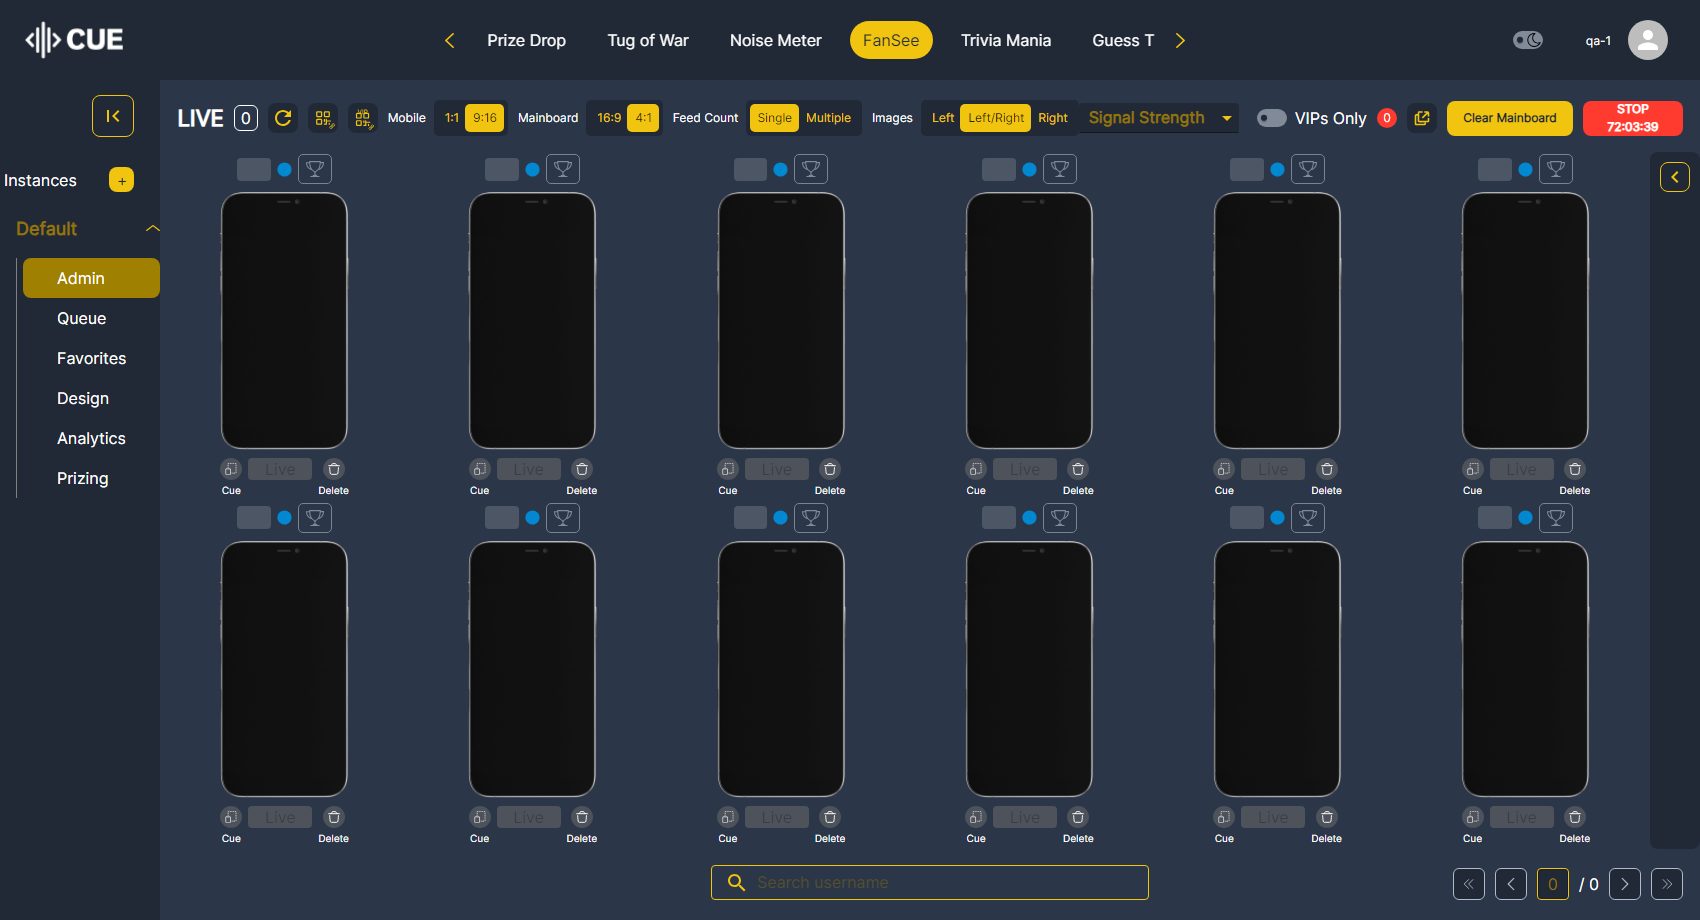 CUE
Prize Drop Tug of War Noise Meter FanSee Trivia Mania Guess T
qa-1
LIVE 0 Mobile 1:1 9:16 Mainboard 16:9 4:1 Feed Count Single Multiple Images Left Left/Right Right Signal Strength VIPs Only 0 Clear Mainboard STOP
72:03:39
Instances +
Default
Admin
Queue
Favorites
Design
Analytics
Prizing
Live Live Live Live Live Live
Cue Delete Cue Delete Cue Delete Cue Delete Cue Delete Cue Delete
Live Live Live Live Live Live
Cue Delete Cue Delete Cue Delete Cue Delete Cue Delete Cue Delete
Search username
0 / 0